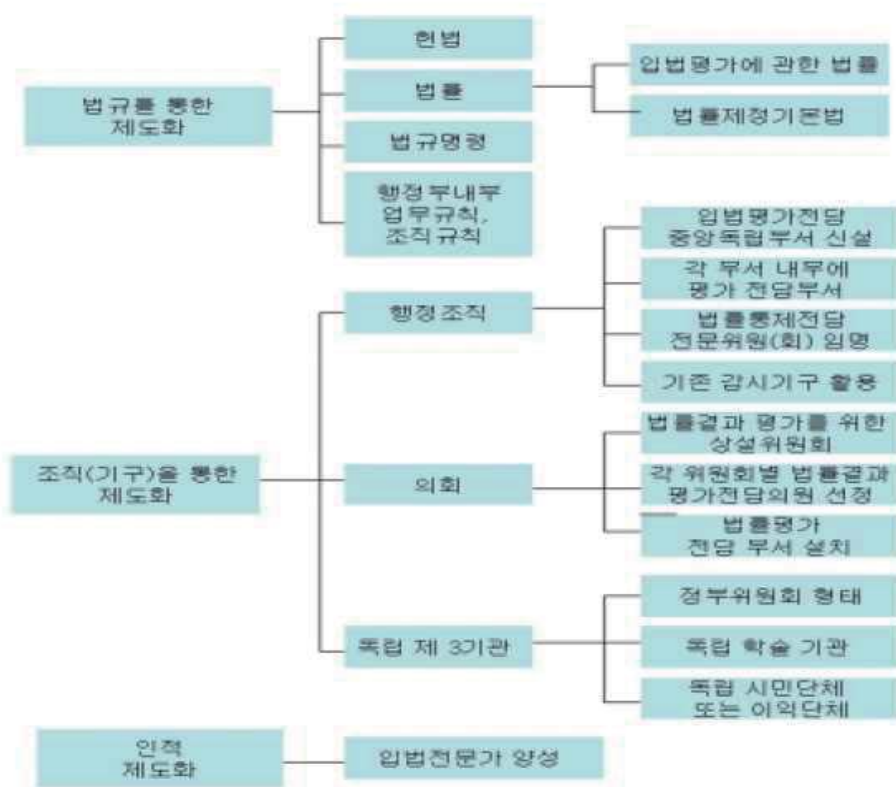 법규를 통한
제도화
헌법
법률
법규명령
행정부내부
업무규칙,
조직규칙
입법평가에 관한 법률
법률제정기본법
조직(기구)을 통한
제도화
행정조직
입법평가전담
중앙독립부서 신설
각 부서 내부에
평가 전담부서
법률통제전담
전문위원(회) 임명
기존 감시기구 활용
의회
법률결과 평가를 위한
상설위원회
각 위원회별 법률결과
평가전담의원 선정
법률평가
전담 부서 설치
독립 제 3기관
정부위원회 형태
독립 학술 기관
독립 시민단체
또는 이익단체
인적
제도화
입법전문가 양성